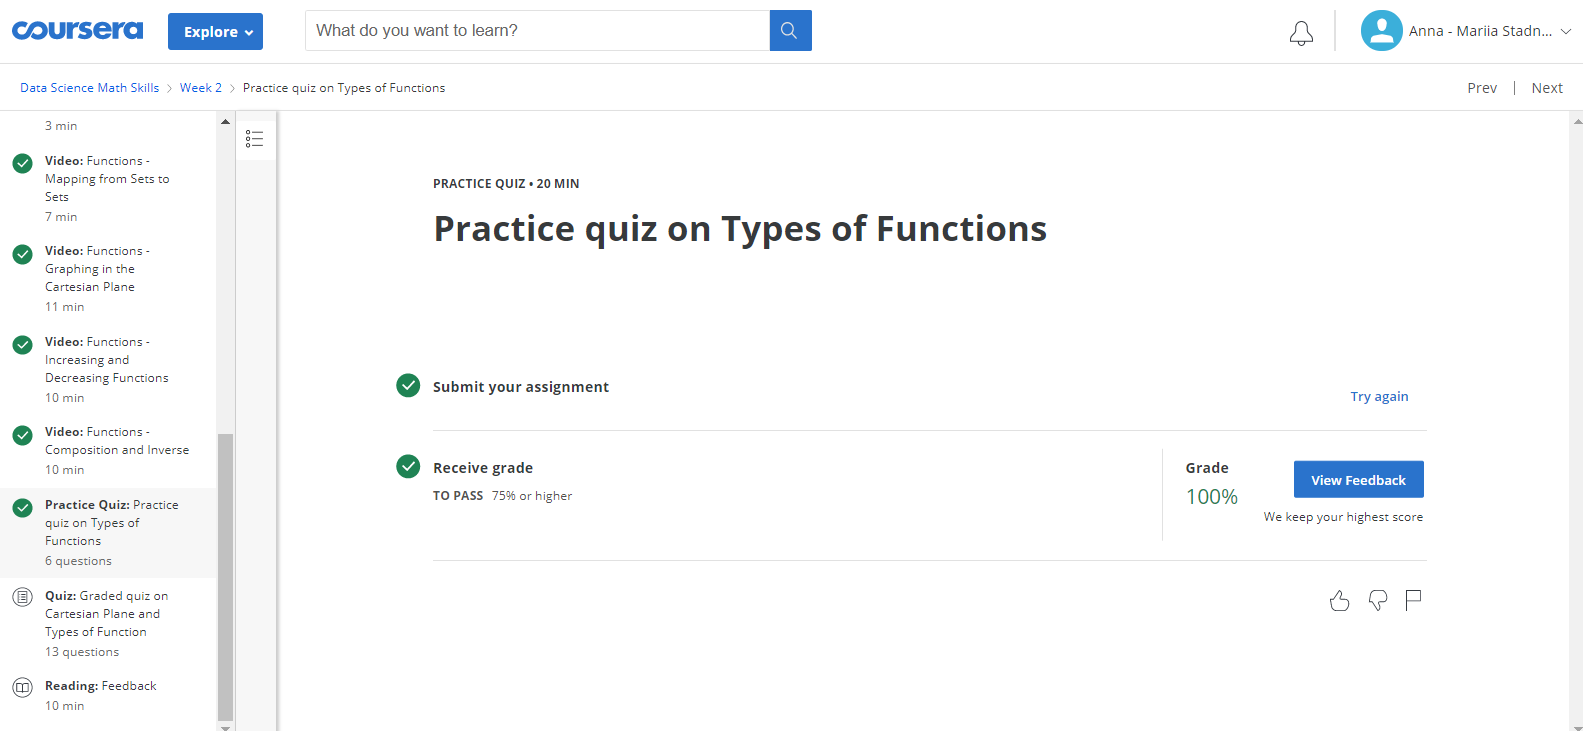 coursera
Explore
What do you want to learn?
Anna - Mariia Stadn...
Data Science Math Skills > Week 2 > Practice quiz on Types of Functions
Prev | Next
3 min
Video: Functions -
Mapping from Sets to
Sets
7 min
Video: Functions -
Graphing in the
Cartesian Plane
11 min
Video: Functions -
Increasing and
Decreasing Functions
10 min
Video: Functions -
Composition and Inverse
10 min
Practice Quiz: Practice
quiz on Types of
Functions
6 questions
Quiz: Graded quiz on
Cartesian Plane and
Types of Function
13 questions
Reading: Feedback
10 min
PRACTICE QUIZ • 20 MIN
Practice quiz on Types of Functions
Submit your assignment
Try again
Receive grade
TO PASS 75% or higher
Grade
100%
View Feedback
We keep your highest score